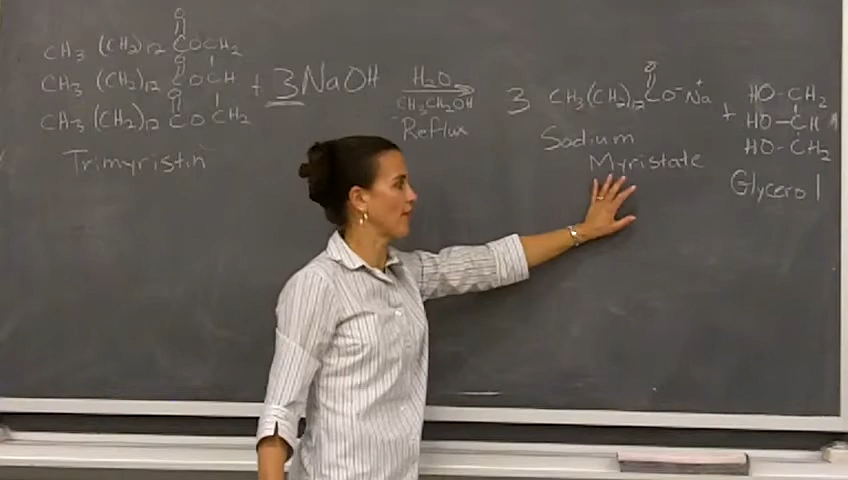 O
CH3 (CH2)12 COCH2
O
CH3 (CH2)12 COCH
O
CH3 (CH2)12 COCH2
Trimyristin
+ 3NaOH
H2O
CH3CH2OH
Reflux
O
3 CH3(CH2)12CO⁻Na⁺
Sodium
Myristate
+
HO-CH2
HO-CH
HO-CH2
Glycerol